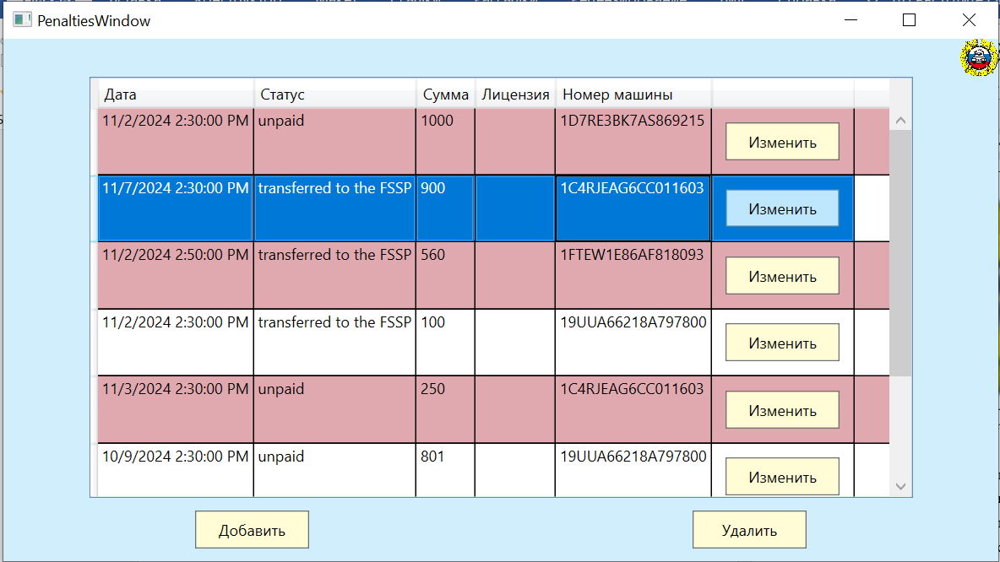 PenaltiesWindow
Дата Статус Сумма Лицензия Номер машины
11/2/2024 2:30:00 PM unpaid 1000 1D7RE3BK7AS869215 Изменить
11/7/2024 2:30:00 PM transferred to the FSSP 900 1C4RJEAG6CC011603 Изменить
11/2/2024 2:50:00 PM transferred to the FSSP 560 1FTEW1E86AF818093 Изменить
11/2/2024 2:30:00 PM transferred to the FSSP 100 19UUA66218A797800 Изменить
11/3/2024 2:30:00 PM unpaid 250 1C4RJEAG6CC011603 Изменить
10/9/2024 2:30:00 PM unpaid 801 19UUA66218A797800 Изменить
Добавить Удалить